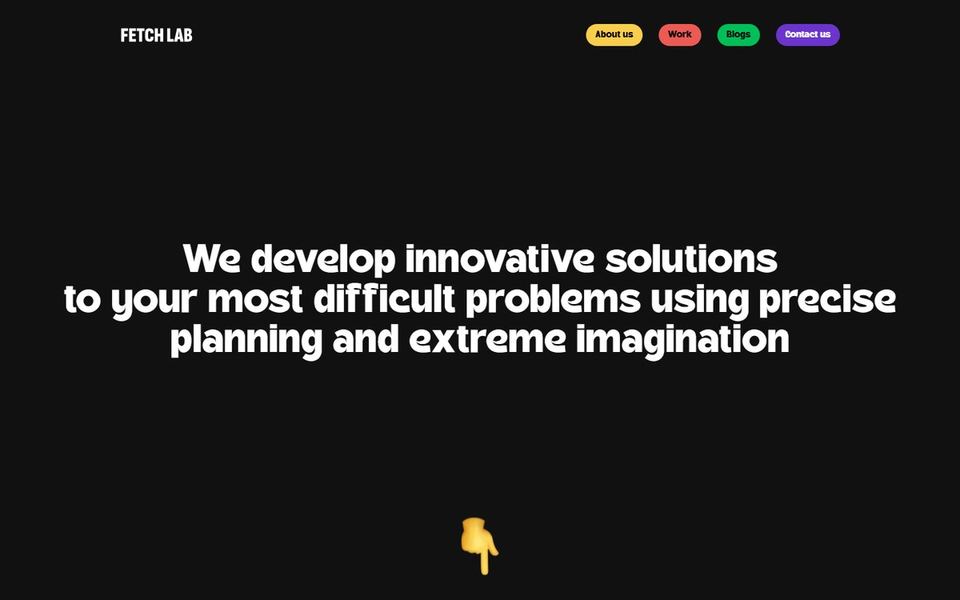 FETCH LAB
About us
Work
Blogs
Contact us
We develop innovative solutions
to your most difficult problems using precise
planning and extreme imagination